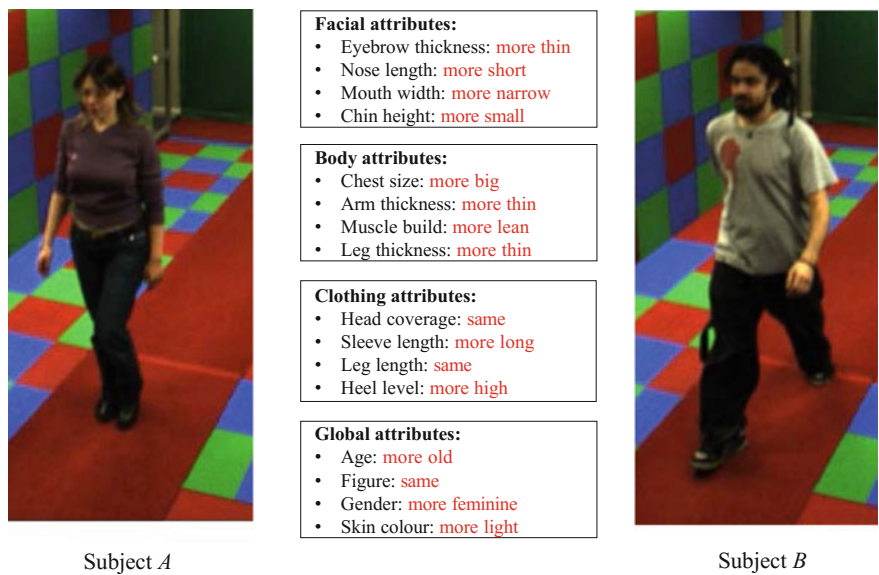 Facial attributes:
• Eyebrow thickness: more thin
• Nose length: more short
• Mouth width: more narrow
• Chin height: more small
Body attributes:
• Chest size: more big
• Arm thickness: more thin
• Muscle build: more lean
• Leg thickness: more thin
Clothing attributes:
• Head coverage: same
• Sleeve length: more long
• Leg length: same
• Heel level: more high
Global attributes:
• Age: more old
• Figure: same
• Gender: more feminine
• Skin colour: more light
Subject A
Subject B